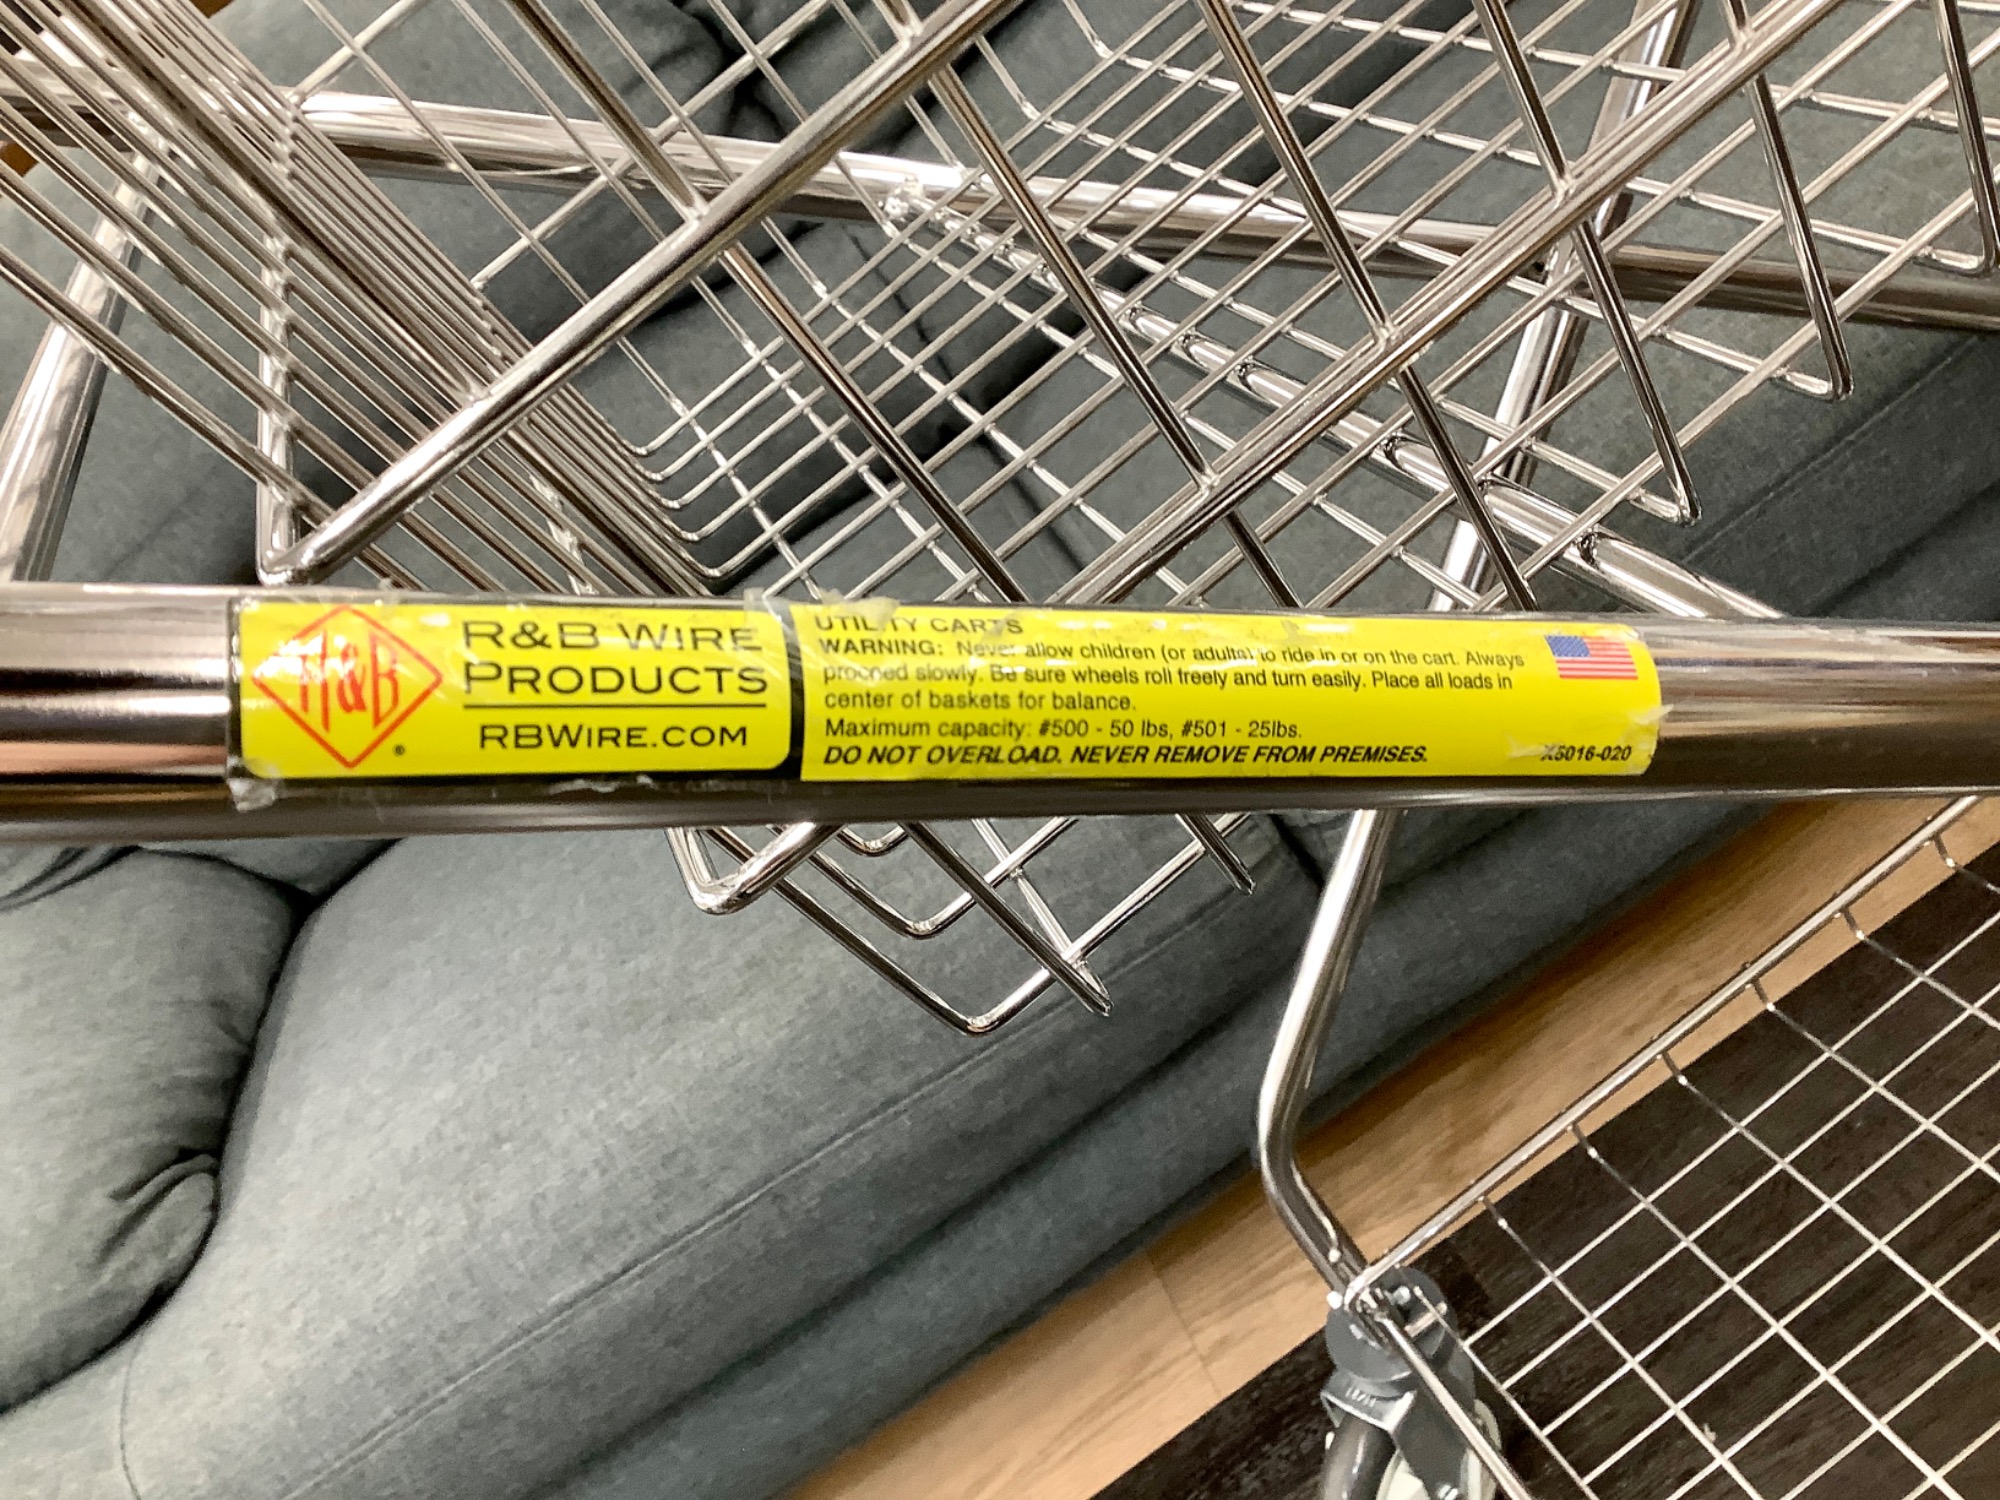 R&B
R&B WIRE
PRODUCTS
RBWIRE.COM
UTILITY CARTS
WARNING: Never allow children (or adults) to ride in or on the cart. Always
proceed slowly. Be sure wheels roll freely and turn easily. Place all loads in
center of baskets for balance.
Maximum capacity: #500 - 50 lbs, #501 - 25lbs.
DO NOT OVERLOAD. NEVER REMOVE FROM PREMISES.
X5016-020